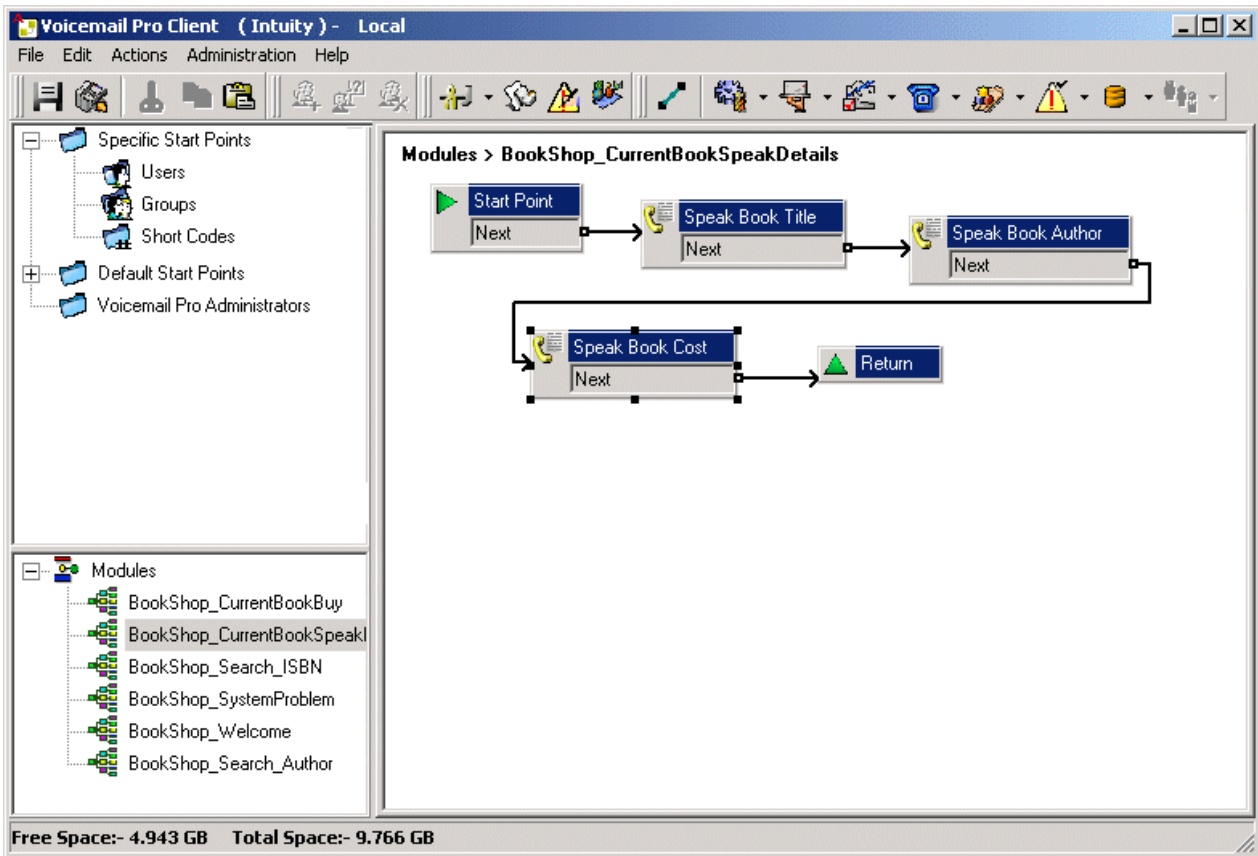 Voicemail Pro Client   ( Intuity ) -   Local
File Edit Actions Administration Help
Specific Start Points
Users
Groups
Short Codes
Default Start Points
Voicemail Pro Administrators
Modules
BookShop_CurrentBookBuy
BookShop_CurrentBookSpeakI
BookShop_Search_ISBN
BookShop_SystemProblem
BookShop_Welcome
BookShop_Search_Author
Modules > BookShop_CurrentBookSpeakDetails
Start Point
Next
Speak Book Title
Next
Speak Book Author
Next
Speak Book Cost
Next
Return
Free Space:- 4.943 GB    Total Space:- 9.766 GB